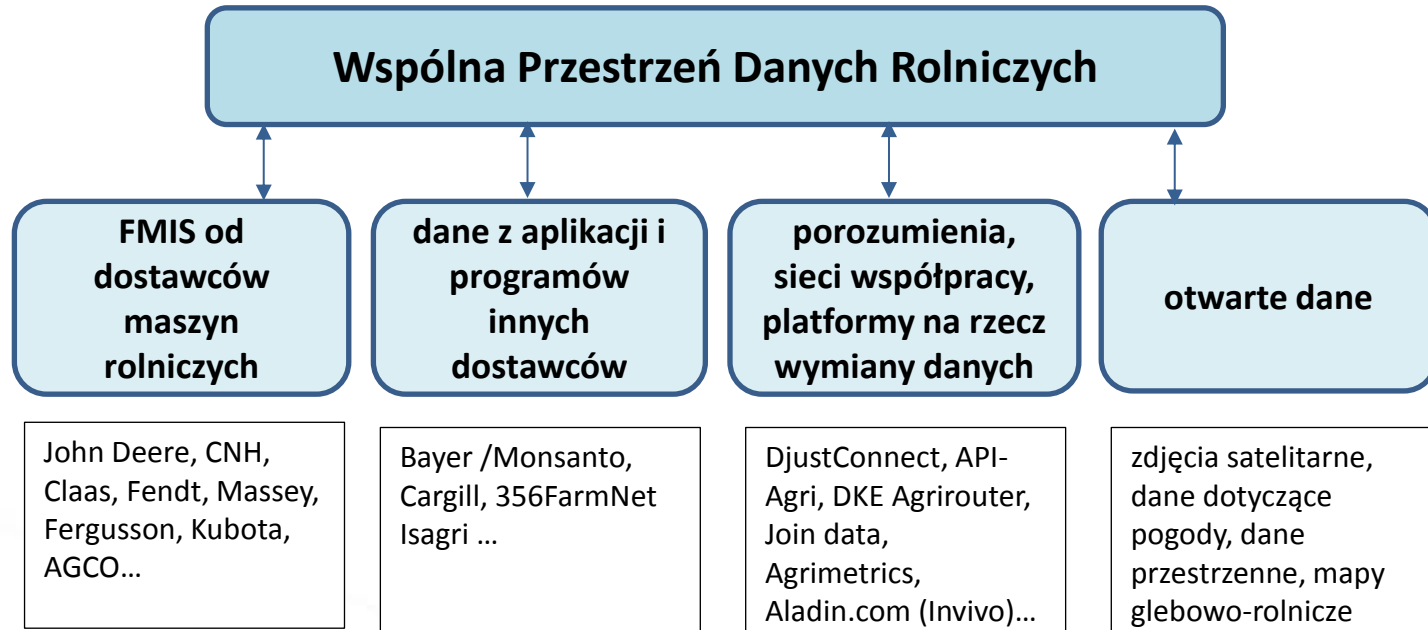 Wspólna Przestrzeń Danych Rolniczych
FMIS od
dostawców
maszyn
rolniczych
dane z aplikacji i
programów
innych
dostawców
porozumienia,
sieci współpracy,
platformy na rzecz
wymiany danych
otwarte dane
John Deere, CNH,
Claas, Fendt, Massey,
Fergusson, Kubota,
AGCO…
Bayer /Monsanto,
Cargill, 356FarmNet
Isagri …
DjustConnect, API-
Agri, DKE Agrirouter,
Join data,
Agrimetrics,
Aladin.com (Invivo)…
zdjęcia satelitarne,
dane dotyczące
pogody, dane
przestrzenne, mapy
glebowo-rolnicze